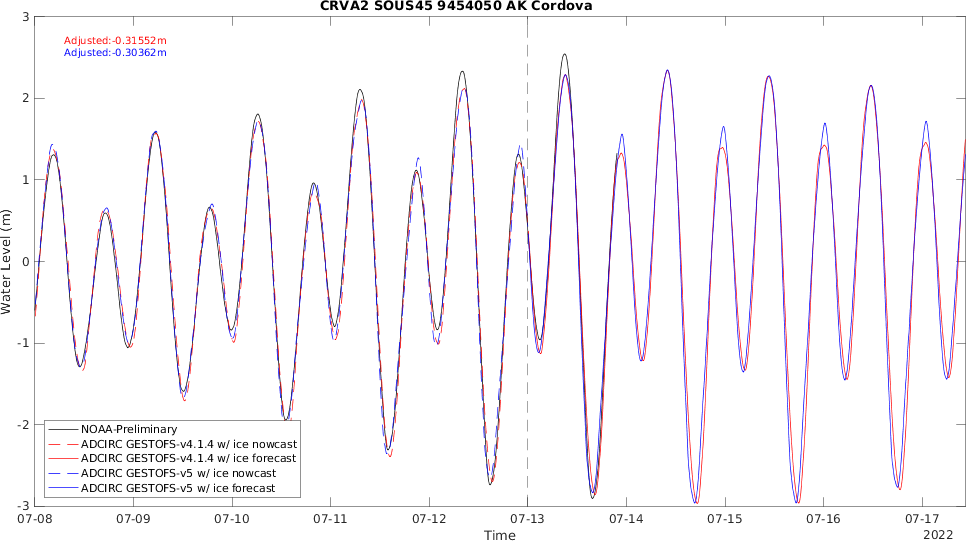 CRVA2 SOUS45 9454050 AK Cordova
Adjusted:-0.31552m
Adjusted:-0.30362m
3
2
1
0
-1
-2
-3
Water Level (m)
NOAA-Preliminary
ADCIRC GESTOFS-v4.1.4 w/ ice nowcast
ADCIRC GESTOFS-v4.1.4 w/ ice forecast
ADCIRC GESTOFS-v5 w/ ice nowcast
ADCIRC GESTOFS-v5 w/ ice forecast
07-08 07-09 07-10 07-11 07-12 07-13 07-14 07-15 07-16 07-17
Time
2022